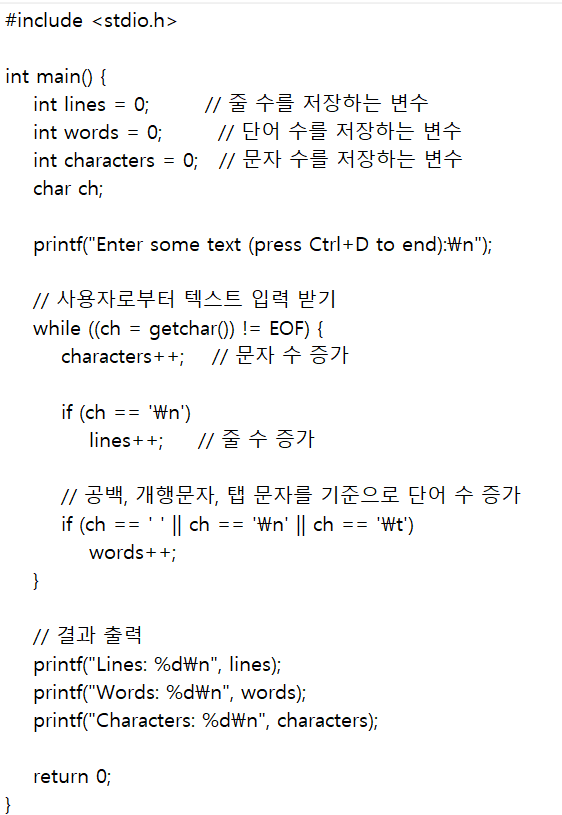 #include <stdio.h>
int main() {
int lines = 0; // 줄 수를 저장하는 변수
int words = 0; // 단어 수를 저장하는 변수
int characters = 0; // 문자 수를 저장하는 변수
char ch;
printf("Enter some text (press Ctrl+D to end):₩n");
// 사용자로부터 텍스트 입력 받기
while ((ch = getchar()) != EOF) {
characters++; // 문자 수 증가
if (ch == '₩n')
lines++; // 줄 수 증가
// 공백, 개행문자, 탭 문자를 기준으로 단어 수 증가
if (ch == ' ' || ch == '₩n' || ch == '₩t')
words++;
}
// 결과 출력
printf("Lines: %d₩n", lines);
printf("Words: %d₩n", words);
printf("Characters: %d₩n", characters);
return 0;
}